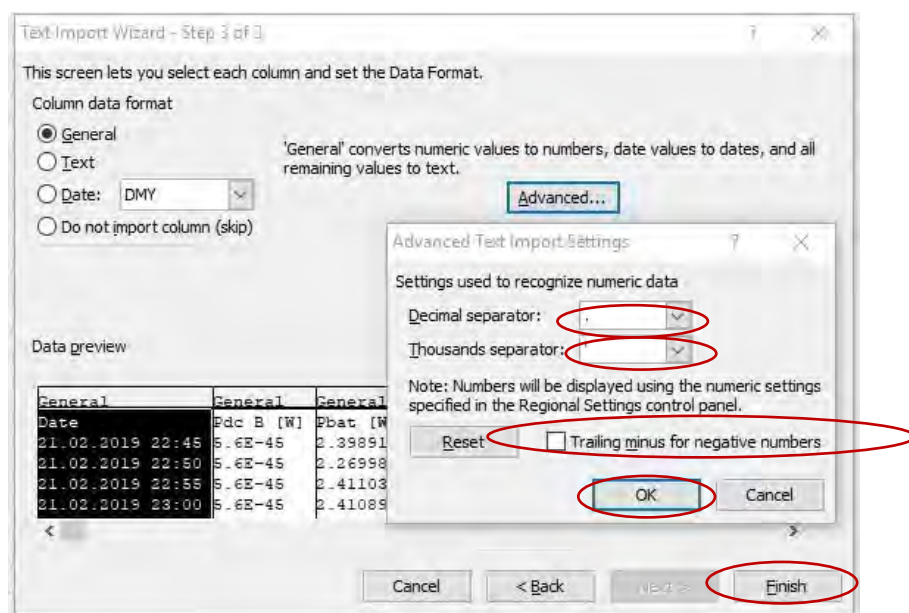 Text Import Wizard - Step 3 of 3
This screen lets you select each column and set the Data Format.
Column data format
General
Text
Date: DMY
Do not import column (skip)
'General' converts numeric values to numbers, date values to dates, and all
remaining values to text.
Advanced...
Advanced Text Import Settings
Settings used to recognize numeric data
Decimal separator: .
Thousands separator: '
Note: Numbers will be displayed using the numeric settings
specified in the Regional Settings control panel.
Reset
Trailing minus for negative numbers
OK
Cancel
Data preview
General General General
Date Pdc B [W] Pbat [W
21.02.2019 22:45 5.6E-45 2.39891
21.02.2019 22:50 5.6E-45 2.26998
21.02.2019 22:55 5.6E-45 2.41103
21.02.2019 23:00 5.6E-45 2.41089
Cancel
< Back
Next >
Finish